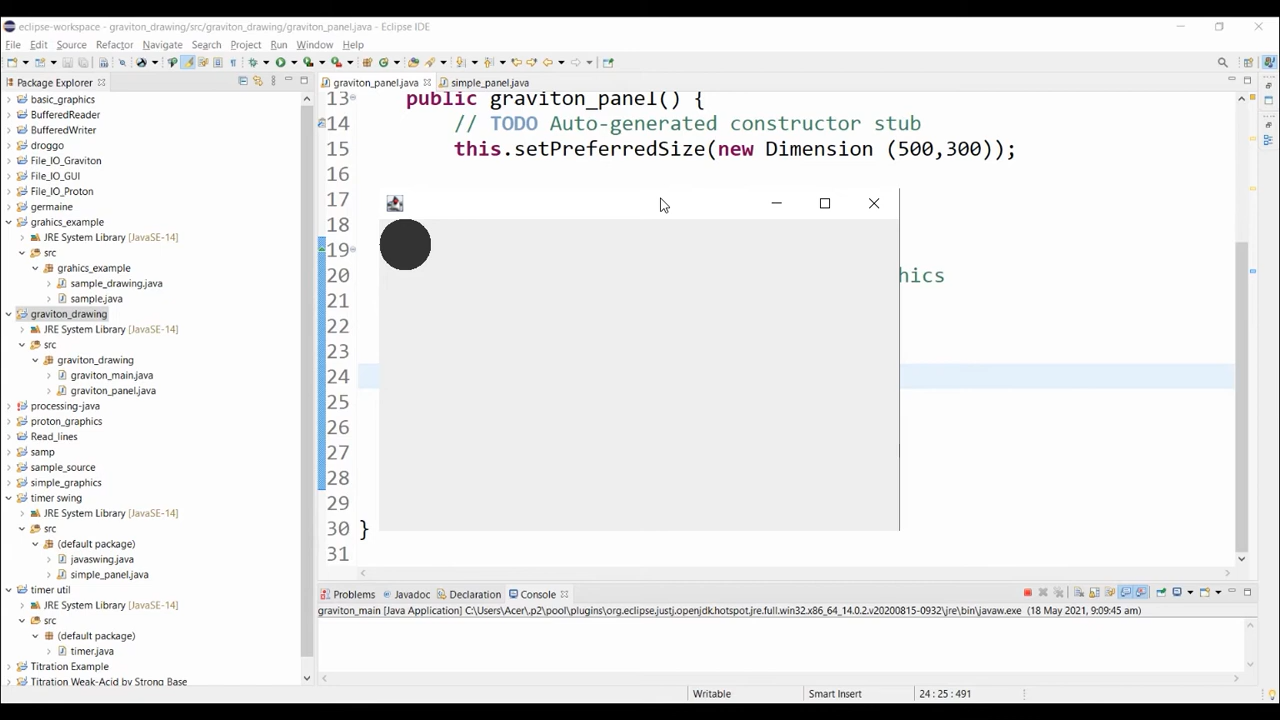 eclipse-workspace - graviton_drawing/src/graviton_drawing/graviton_panel.java - Eclipse IDE
File Edit Source Refactor Navigate Search Project Run Window Help
Package Explorer
graviton_panel.java
simple_panel.java
basic_graphics
BufferedReader
BufferedWriter
droggo
File_IO_Graviton
File_IO_GUI
File_IO_Proton
germaine
grahics_example
JRE System Library [JavaSE-14]
src
grahics_example
sample_drawing.java
sample.java
graviton_drawing
JRE System Library [JavaSE-14]
src
graviton_drawing
graviton_main.java
graviton_panel.java
processing-java
proton_graphics
Read_lines
samp
sample_source
simple_graphics
timer swing
JRE System Library [JavaSE-14]
src
(default package)
javaswing.java
simple_panel.java
timer util
JRE System Library [JavaSE-14]
src
(default package)
timer.java
Titration Example
Titration Weak-Acid by Strong Base
13 public graviton_panel() {
14 // TODO Auto-generated constructor stub
15 this.setPreferredSize(new Dimension (500,300));
16
17
18
19
20 hics
21
22
23
24
25
26
27
28
29
30 }
31
Problems Javadoc Declaration Console
graviton_main [Java Application] C:\Users\Acer\.p2\pool\plugins\org.eclipse.justj.openjdk.hotspot.jre.full.win32.x86_64_14.0.2.v20200815-0932\jre\bin\javaw.exe (18 May 2021, 9:09:45 am)
Writable Smart Insert 24 : 25 : 491